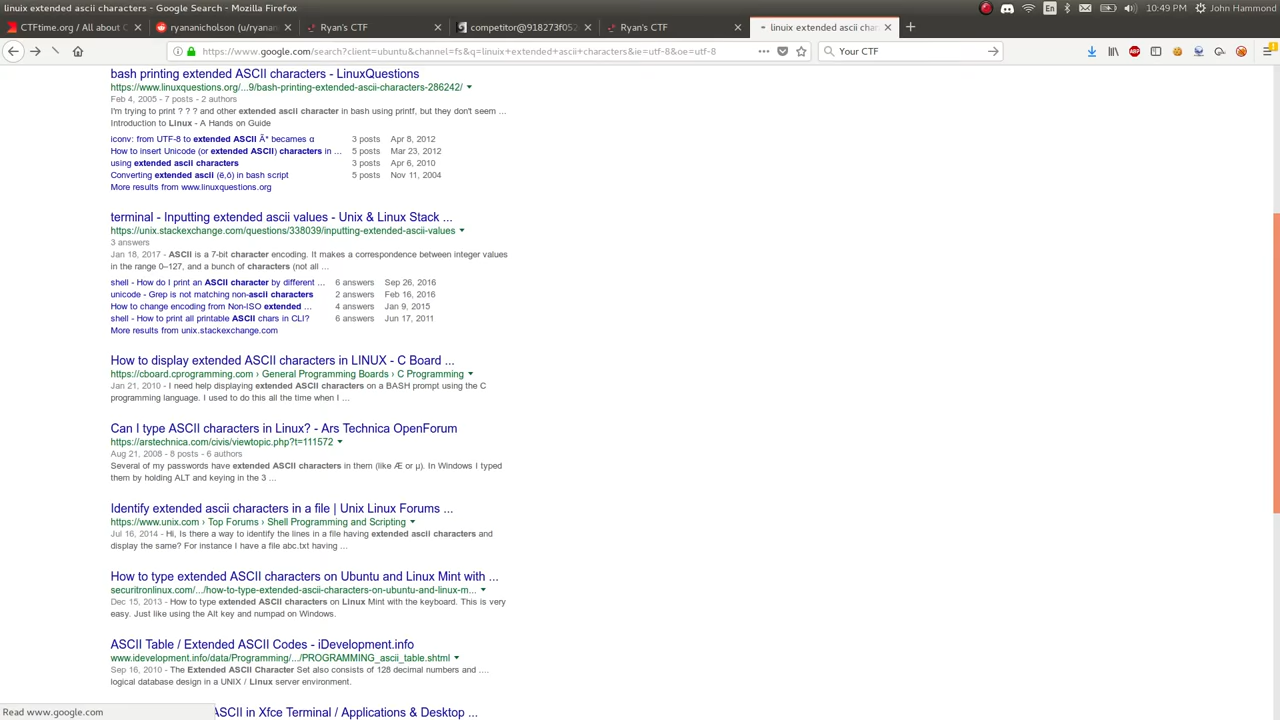 linuix extended ascii characters - Google Search - Mozilla Firefox
En
10:49 PM
John Hammond
CTFtime.org / All about C
ryananicholson (u/ryanar
Ryan's CTF
competitor@918273f052
Ryan's CTF
linuix extended ascii char
https://www.google.com/search?client=ubuntu&channel=fs&q=linuix+extended+ascii+characters&ie=utf-8&oe=utf-8
Your CTF
ABP
bash printing extended ASCII characters - LinuxQuestions
https://www.linuxquestions.org/...9/bash-printing-extended-ascii-characters-286242/
Feb 4, 2005 - 7 posts - 2 authors
I'm trying to print ? ? ? and other extended ascii character in bash using printf, but they don't seem ...
Introduction to Linux - A Hands on Guide
iconv: from UTF-8 to extended ASCII Ã* becames α 3 posts Apr 8, 2012
How to insert Unicode (or extended ASCII) characters in ... 5 posts Mar 23, 2012
using extended ascii characters 3 posts Apr 6, 2010
Converting extended ascii (ë,ö) in bash script 5 posts Nov 11, 2004
More results from www.linuxquestions.org
terminal - Inputting extended ascii values - Unix & Linux Stack ...
https://unix.stackexchange.com/questions/338039/inputting-extended-ascii-values
3 answers
Jan 18, 2017 - ASCII is a 7-bit character encoding. It makes a correspondence between integer values
in the range 0–127, and a bunch of characters (not all ...
shell - How do I print an ASCII character by different ... 6 answers Sep 26, 2016
unicode - Grep is not matching non-ascii characters 2 answers Feb 16, 2016
How to change encoding from Non-ISO extended ... 4 answers Jan 9, 2015
shell - How to print all printable ASCII chars in CLI? 6 answers Jun 17, 2011
More results from unix.stackexchange.com
How to display extended ASCII characters in LINUX - C Board ...
https://cboard.cprogramming.com › General Programming Boards › C Programming
Jan 21, 2010 - I need help displaying extended ASCII characters on a BASH prompt using the C
programming language. I used to do this all the time when I ...
Can I type ASCII characters in Linux? - Ars Technica OpenForum
https://arstechnica.com/civis/viewtopic.php?t=111572
Aug 21, 2008 - 8 posts - 6 authors
Several of my passwords have extended ASCII characters in them (like Æ or µ). In Windows I typed
them by holding ALT and keying in the 3 ...
Identify extended ascii characters in a file | Unix Linux Forums ...
https://www.unix.com › Top Forums › Shell Programming and Scripting
Jul 16, 2014 - Hi, Is there a way to identify the lines in a file having extended ascii characters and
display the same? For instance I have a file abc.txt having ...
How to type extended ASCII characters on Ubuntu and Linux Mint with ...
securitronlinux.com/.../how-to-type-extended-ascii-characters-on-ubuntu-and-linux-m...
Dec 15, 2013 - How to type extended ASCII characters on Linux Mint with the keyboard. This is very
easy. Just like using the Alt key and numpad on Windows.
ASCII Table / Extended ASCII Codes - iDevelopment.info
www.idevelopment.info/data/Programming/.../PROGRAMMING_ascii_table.shtml
Sep 16, 2010 - The Extended ASCII Character Set also consists of 128 decimal numbers and ....
logical database design in a UNIX / Linux server environment.
Read www.google.com
ASCII in Xfce Terminal / Applications & Desktop ...